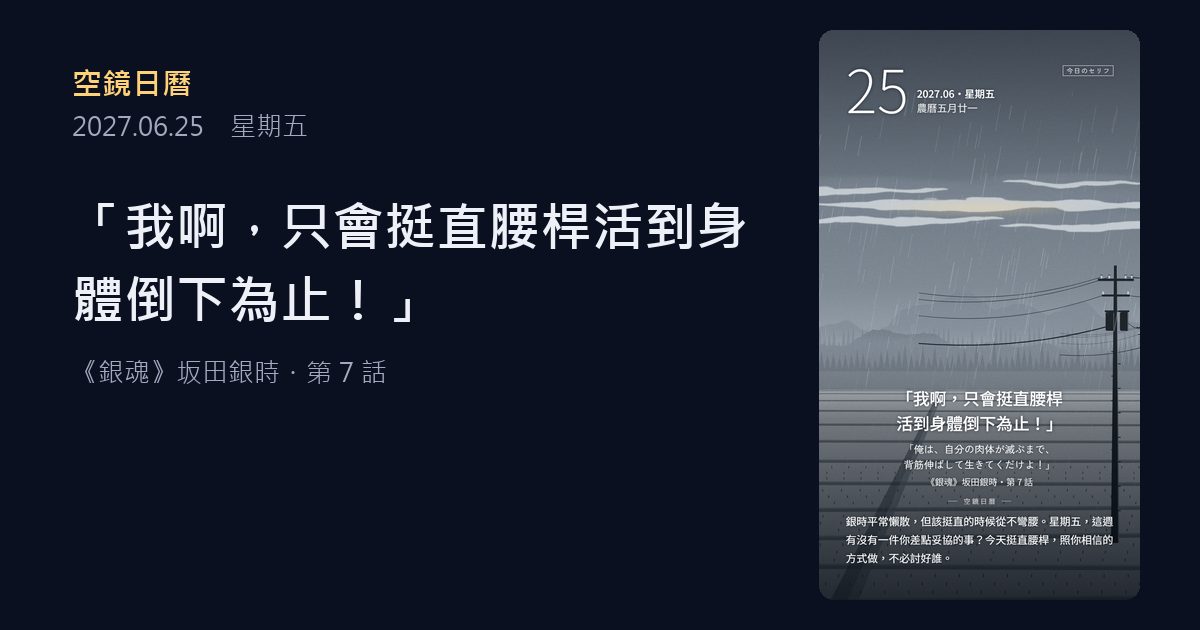 空鏡日曆
2027.06.25 星期五
「我啊，只會挺直腰桿活到身
體倒下為止！」
《銀魂》坂田銀時・第 7 話
25
2027.06・星期五
農曆五月廿一
今日のセリフ
「我啊，只會挺直腰桿
活到身體倒下為止！」
「俺は、自分の肉体が滅ぶまで、
背筋伸ばして生きてくだけよ！」
《銀魂》坂田銀時・第 7 話
— 空鏡日曆 —
銀時平常懶散，但該挺直的時候從不彎腰。星期五，這週
有沒有一件你差點妥協的事？今天挺直腰桿，照你相信的
方式做，不必討好誰。